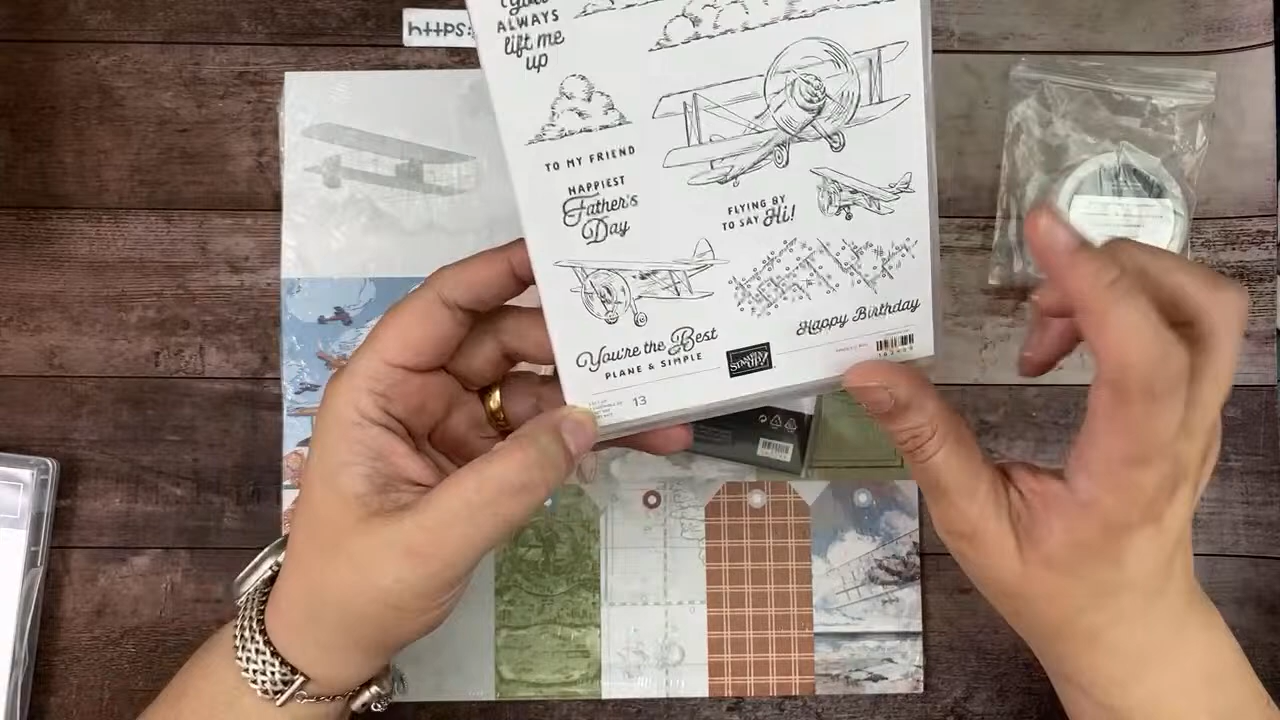 https:
ALWAYS
lift me
up
TO MY FRIEND
HAPPIEST
Father's
Day
FLYING BY
TO SAY Hi!
Happy Birthday
You're the Best
PLANE & SIMPLE
STAMPIN' UP!
13